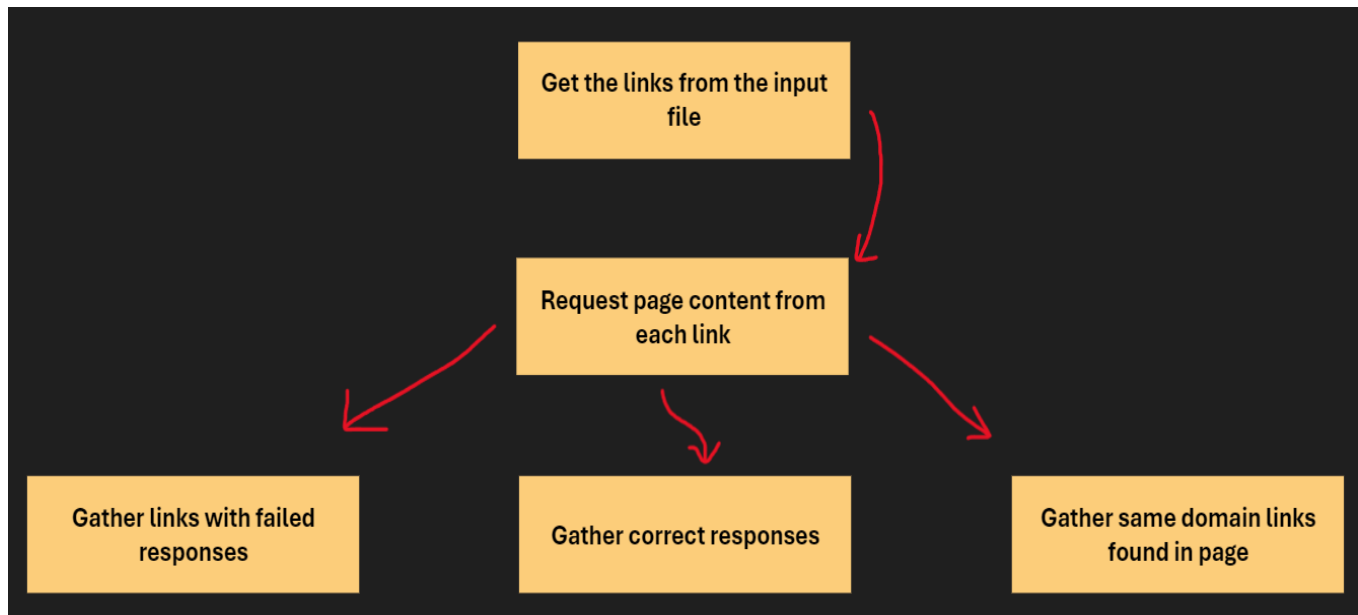 Get the links from the input
file
Request page content from
each link
Gather links with failed
responses
Gather correct responses
Gather same domain links
found in page